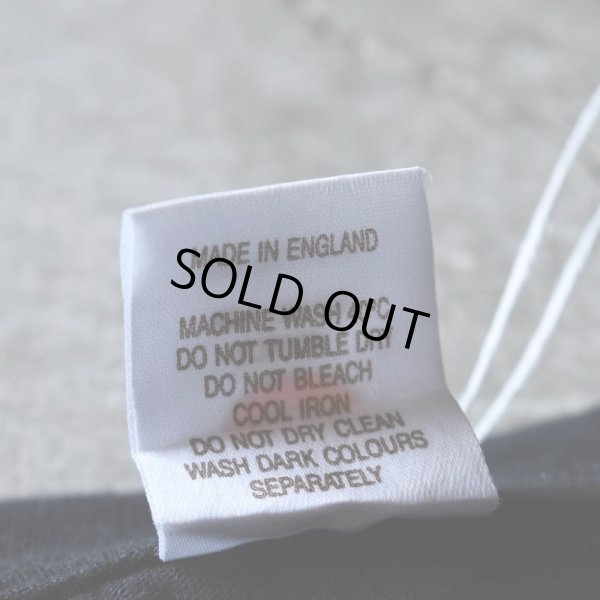 MADE IN ENGLAND
SOLD OUT
MACHINE WASH
DO NOT TUMBLE DRY
DO NOT BLEACH
COOL IRON
DO NOT DRY CLEAN
WASH DARK COLOURS
SEPARATELY